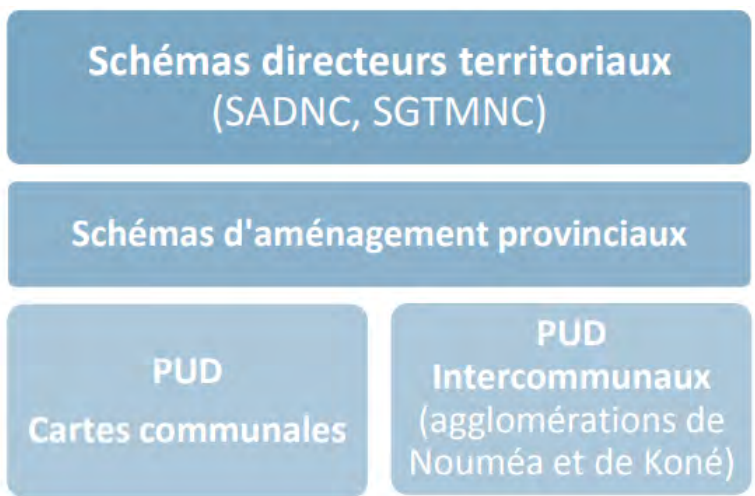 Schémas directeurs territoriaux
(SADNC, SGTMNC)
Schémas d'aménagement provinciaux
PUD
Cartes communales
PUD
Intercommunaux
(agglomérations de
Nouméa et de Koné)